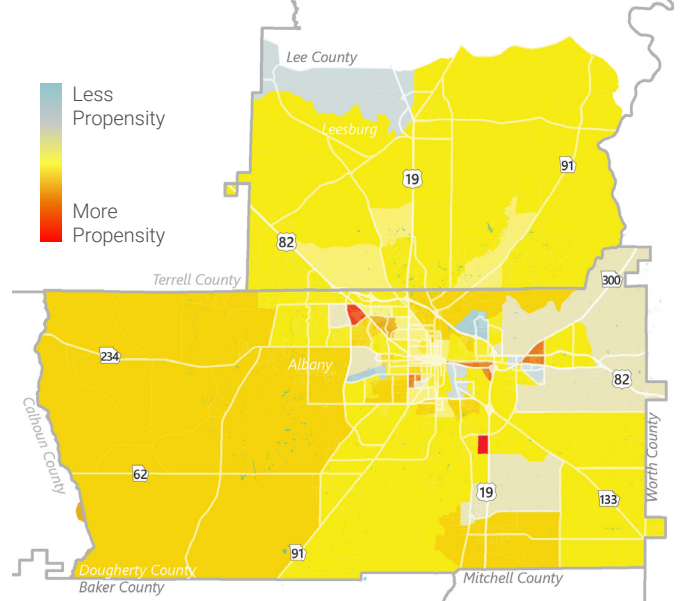 Lee County
Less
Propensity
Leesburg
91
19
More
Propensity
82
Terrell County
300
234
Albany
82
Calhoun County
Worth County
62
19
133
91
Dougherty County
Baker County
Mitchell County